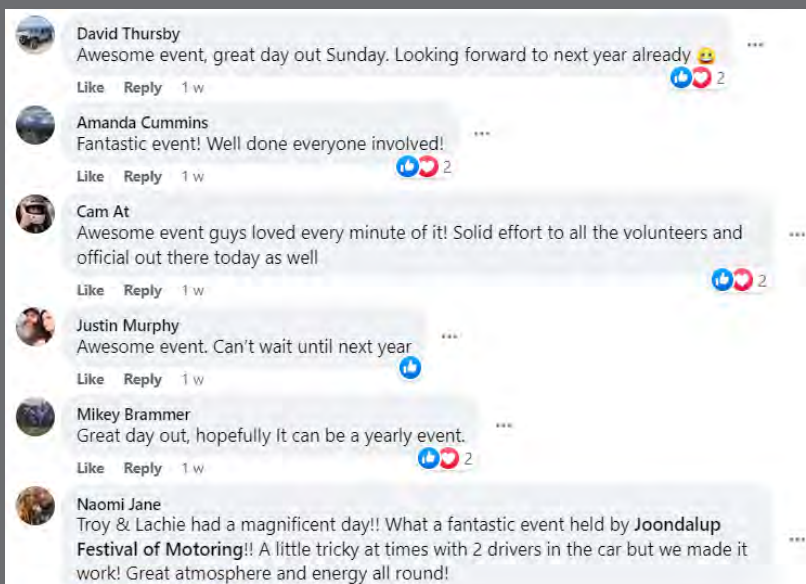 David Thursby
Awesome event, great day out Sunday. Looking forward to next year already 😀
2
Like Reply 1 w
Amanda Cummins
Fantastic event! Well done everyone involved!
2
Like Reply 1 w
Cam At
Awesome event guys loved every minute of it! Solid effort to all the volunteers and
official out there today as well
2
Like Reply 1 w
Justin Murphy
Awesome event. Can't wait until next year
Like Reply 1 w
Mikey Brammer
Great day out, hopefully It can be a yearly event.
2
Like Reply 1 w
Naomi Jane
Troy & Lachie had a magnificent day!! What a fantastic event held by Joondalup
Festival of Motoring!! A little tricky at times with 2 drivers in the car but we made it
work! Great atmosphere and energy all round!